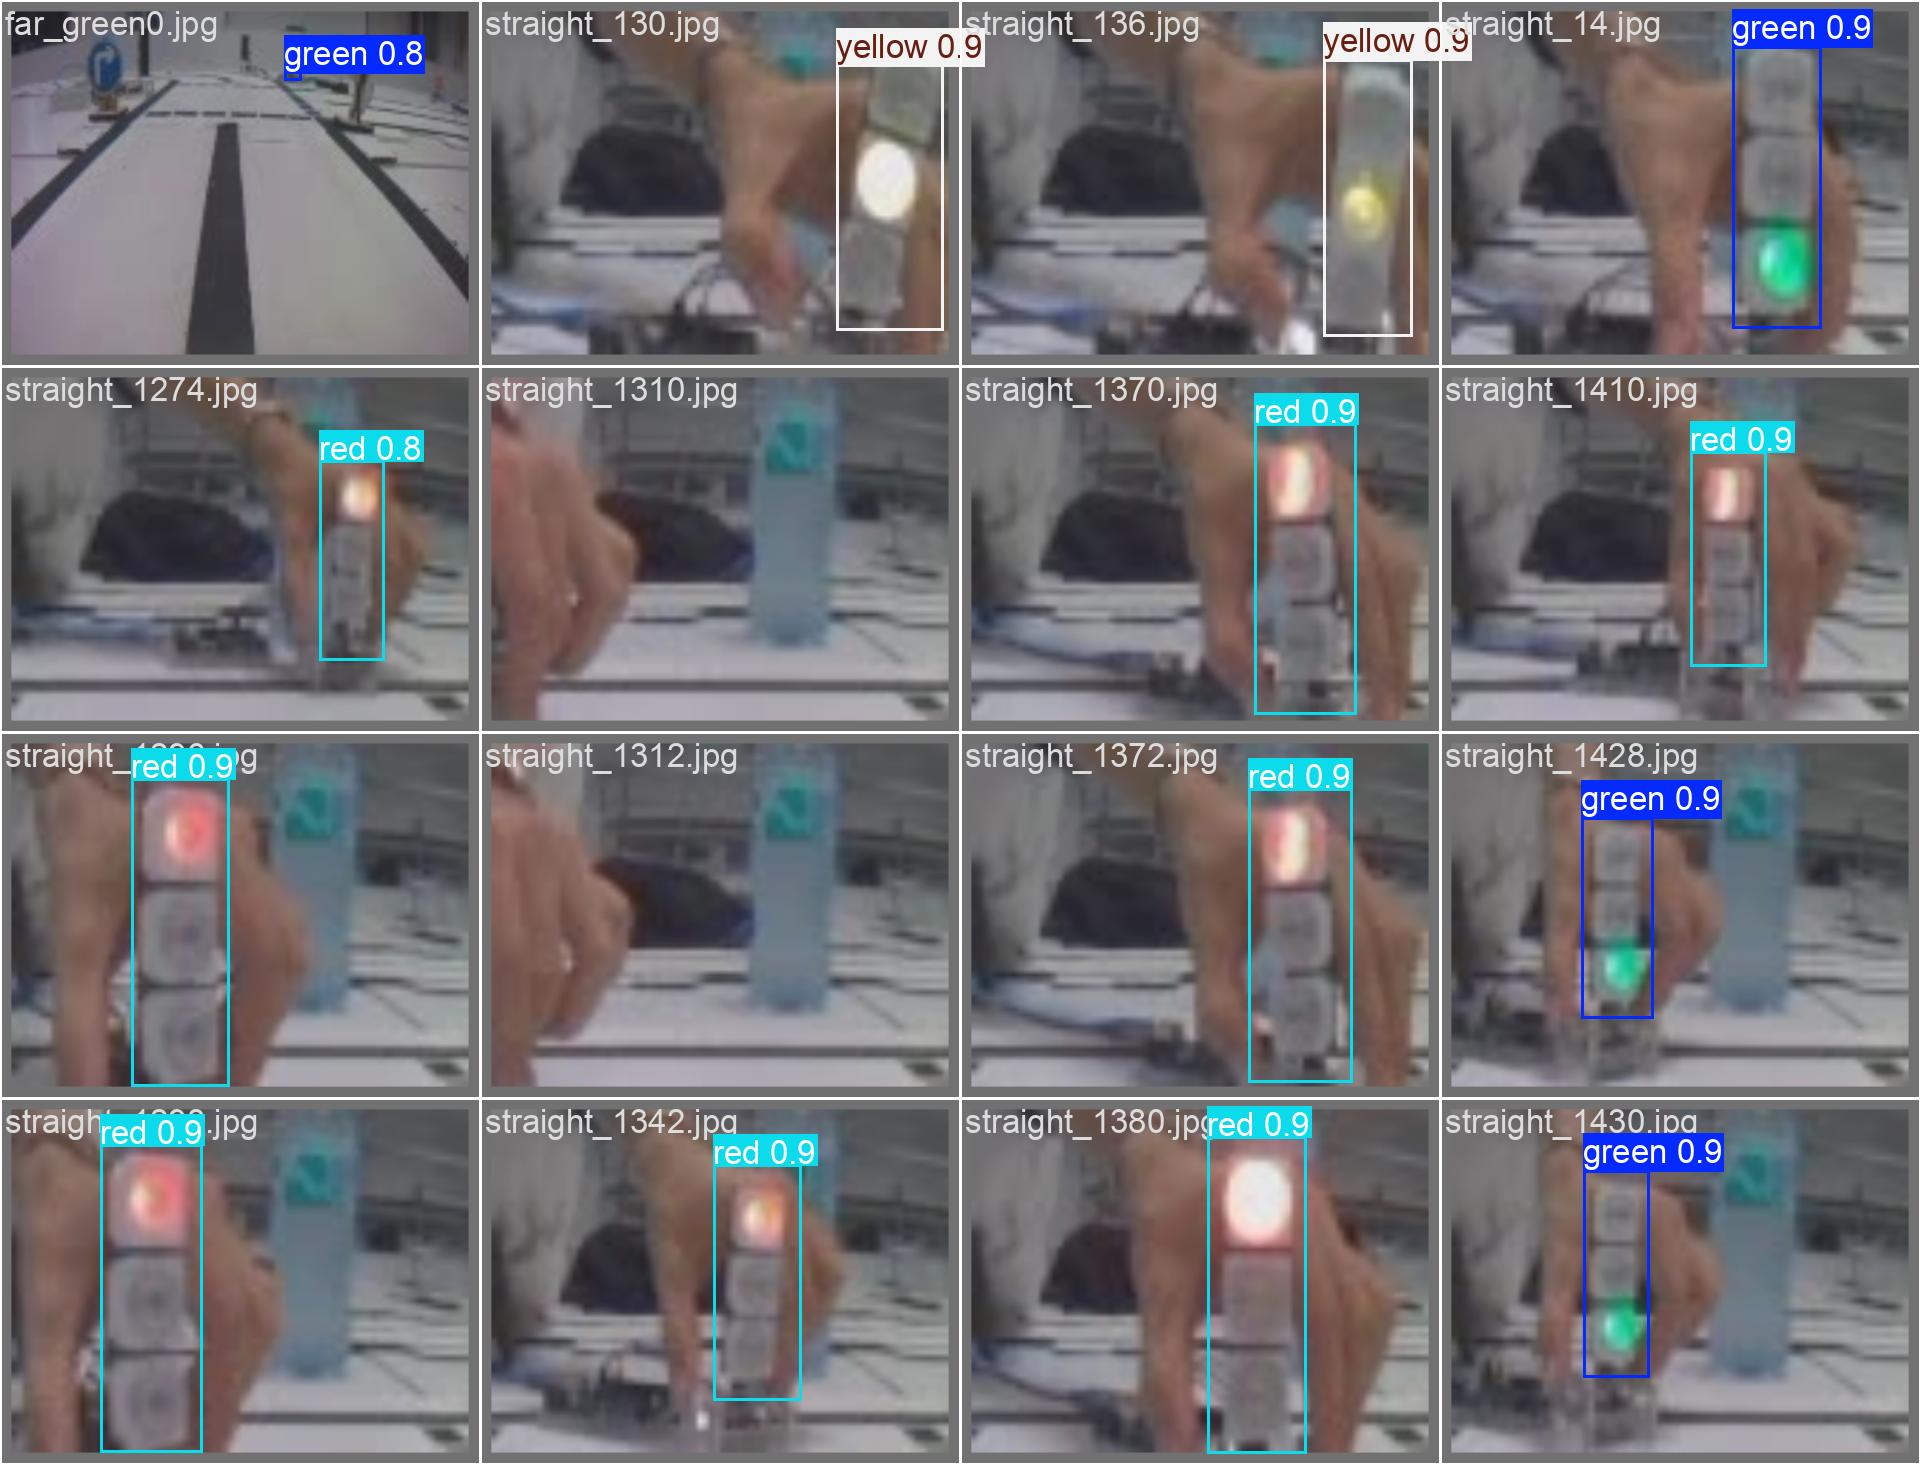 far_green0.jpg
green 0.8
straight_130.jpg
yellow 0.9
straight_136.jpg
yellow 0.9
straight_14.jpg
green 0.9
straight_1274.jpg
red 0.8
straight_1310.jpg
straight_1370.jpg
red 0.9
straight_1410.jpg
red 0.9
red 0.9
straight_1312.jpg
straight_1372.jpg
red 0.9
straight_1428.jpg
green 0.9
red 0.9
straight_1342.jpg
red 0.9
straight_1380.jpg
red 0.9
straight_1430.jpg
green 0.9